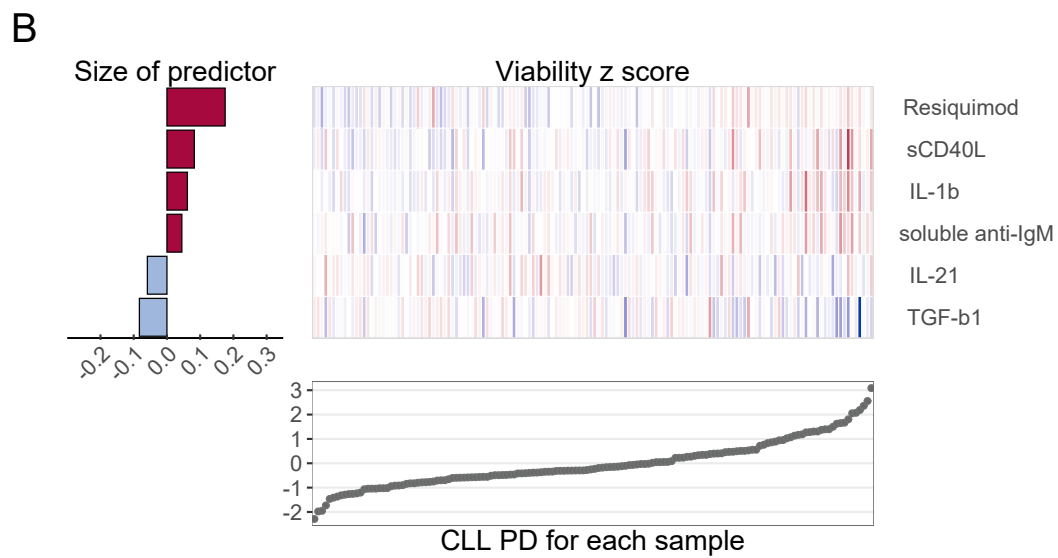 B
Size of predictor
Viability z score
Resiquimod
sCD40L
IL-1b
soluble anti-IgM
IL-21
TGF-b1
-0.2
-0.1
0.0
0.1
0.2
0.3
3
2
1
0
-1
-2
CLL PD for each sample